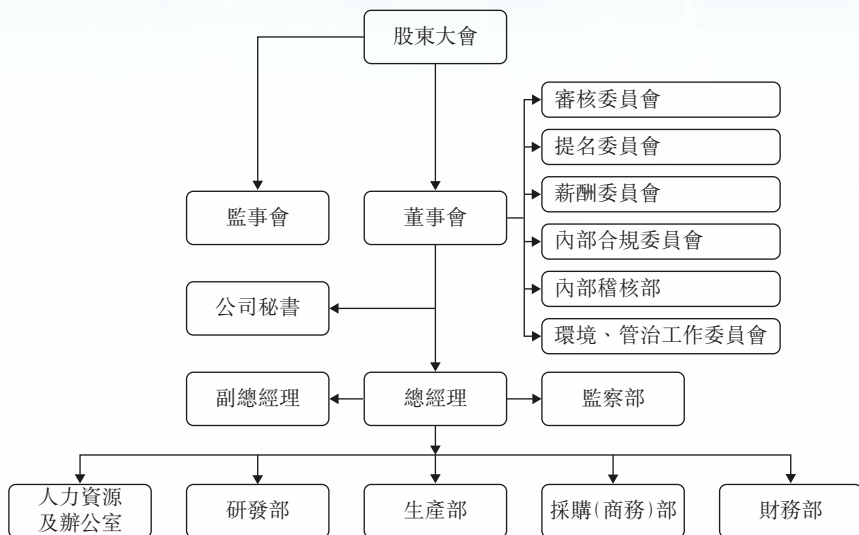 股東大會
審核委員會
提名委員會
薪酬委員會
監事會
董事會
內部合規委員會
內部稽核部
公司秘書
環境、管治工作委員會
副總經理
總經理
監察部
人力資源
及辦公室
研發部
生產部
採購(商務)部
財務部